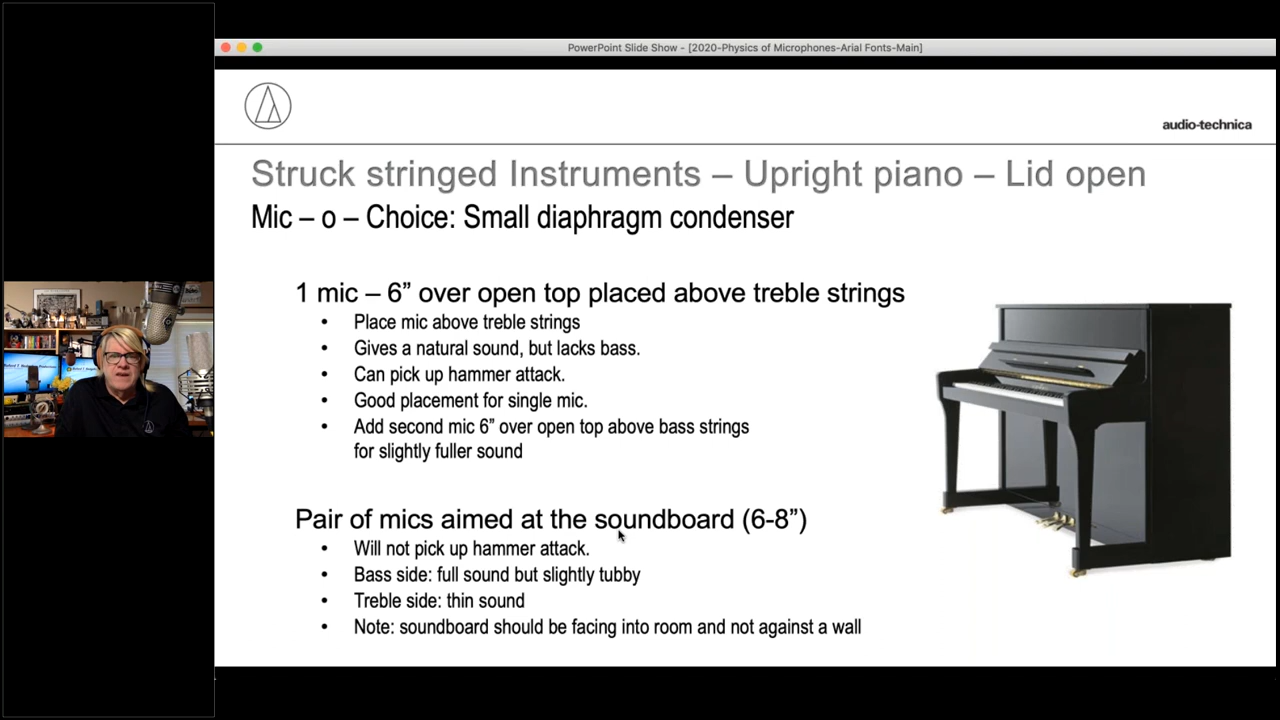 PowerPoint Slide Show - [2020-Physics of Microphones-Arial Fonts-Main]
audio-technica
Struck stringed Instruments – Upright piano – Lid open
Mic – o – Choice: Small diaphragm condenser
1 mic – 6” over open top placed above treble strings
• Place mic above treble strings
• Gives a natural sound, but lacks bass.
• Can pick up hammer attack.
• Good placement for single mic.
• Add second mic 6” over open top above bass strings
for slightly fuller sound
Pair of mics aimed at the soundboard (6-8”)
• Will not pick up hammer attack.
• Bass side: full sound but slightly tubby
• Treble side: thin sound
• Note: soundboard should be facing into room and not against a wall